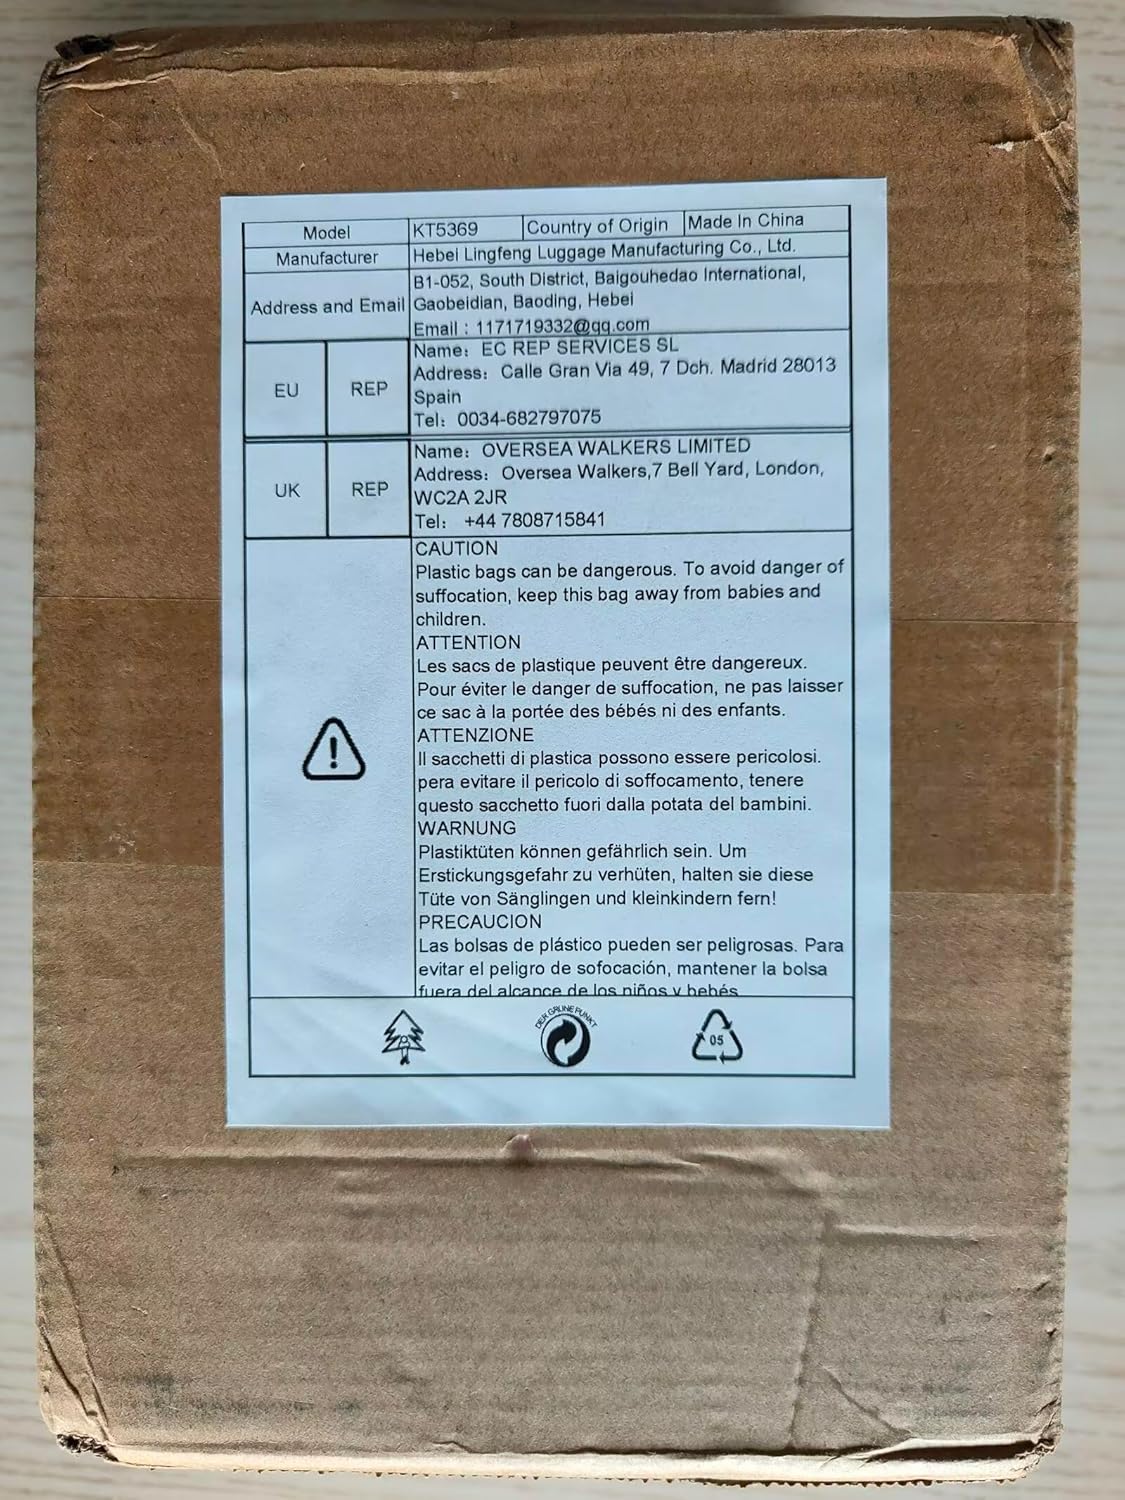 Model KT5369 Country of Origin Made In China
Manufacturer Hebei Lingfeng Luggage Manufacturing Co., Ltd.
Address and Email
B1-052, South District, Baigouhedao International,
Gaobeidian, Baoding, Hebei
Email : 1171719332@qq.com
EU REP
Name: EC REP SERVICES SL
Address: Calle Gran Via 49, 7 Dch. Madrid 28013
Spain
Tel: 0034-682797075
UK REP
Name: OVERSEA WALKERS LIMITED
Address: Oversea Walkers,7 Bell Yard, London,
WC2A 2JR
Tel: +44 7808715841
CAUTION
Plastic bags can be dangerous. To avoid danger of
suffocation, keep this bag away from babies and
children.
ATTENTION
Les sacs de plastique peuvent être dangereux.
Pour éviter le danger de suffocation, ne pas laisser
ce sac à la portée des bébés ni des enfants.
ATTENZIONE
Il sacchetti di plastica possono essere pericolosi.
pera evitare il pericolo di soffocamento, tenere
questo sacchetto fuori dalla potata del bambini.
WARNUNG
Plastiktüten können gefährlich sein. Um
Erstickungsgefahr zu verhüten, halten sie diese
Tüte von Sänglingen und kleinkindern fern!
PRECAUCION
Las bolsas de plástico pueden ser peligrosas. Para
evitar el peligro de sofocación, mantener la bolsa
fuera del alcance de los niños y bebés
DER GRÜNE PUNKT
05